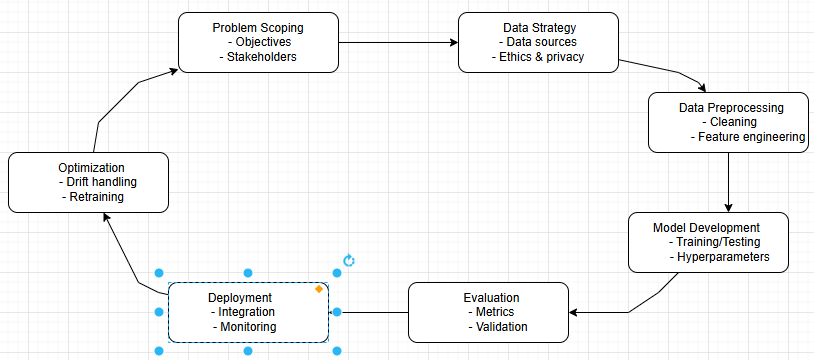 Problem Scoping
- Objectives
- Stakeholders
Data Strategy
- Data sources
- Ethics & privacy
Data Preprocessing
- Cleaning
- Feature engineering
Model Development
- Training/Testing
- Hyperparameters
Evaluation
- Metrics
- Validation
Deployment
- Integration
- Monitoring
Optimization
- Drift handling
- Retraining